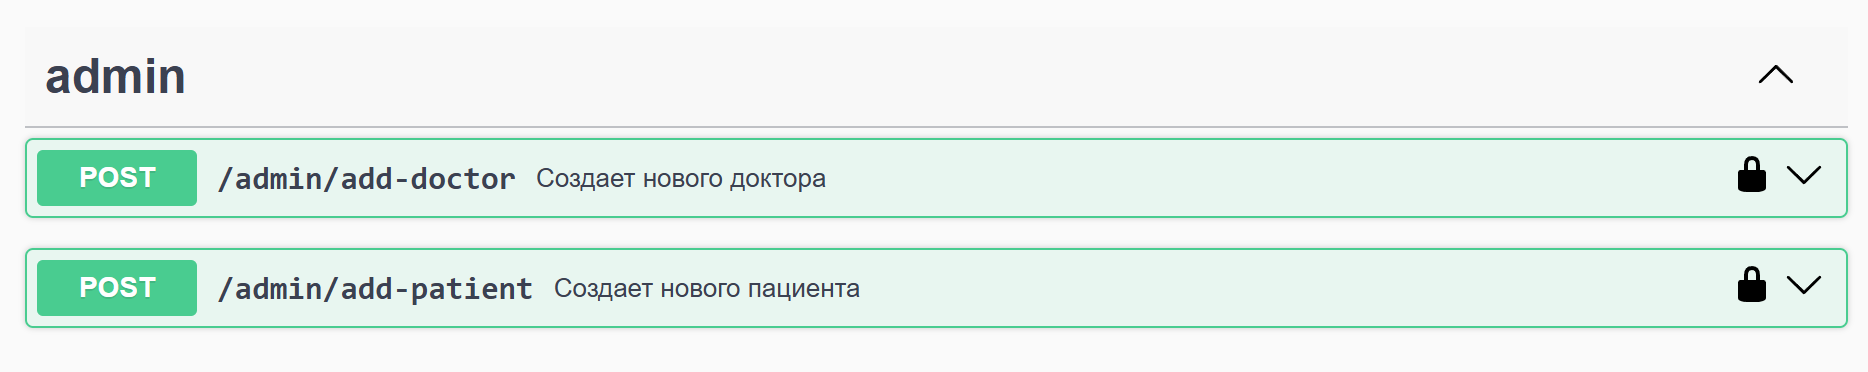 admin
POST /admin/add-doctor Создает нового доктора
POST /admin/add-patient Создает нового пациента